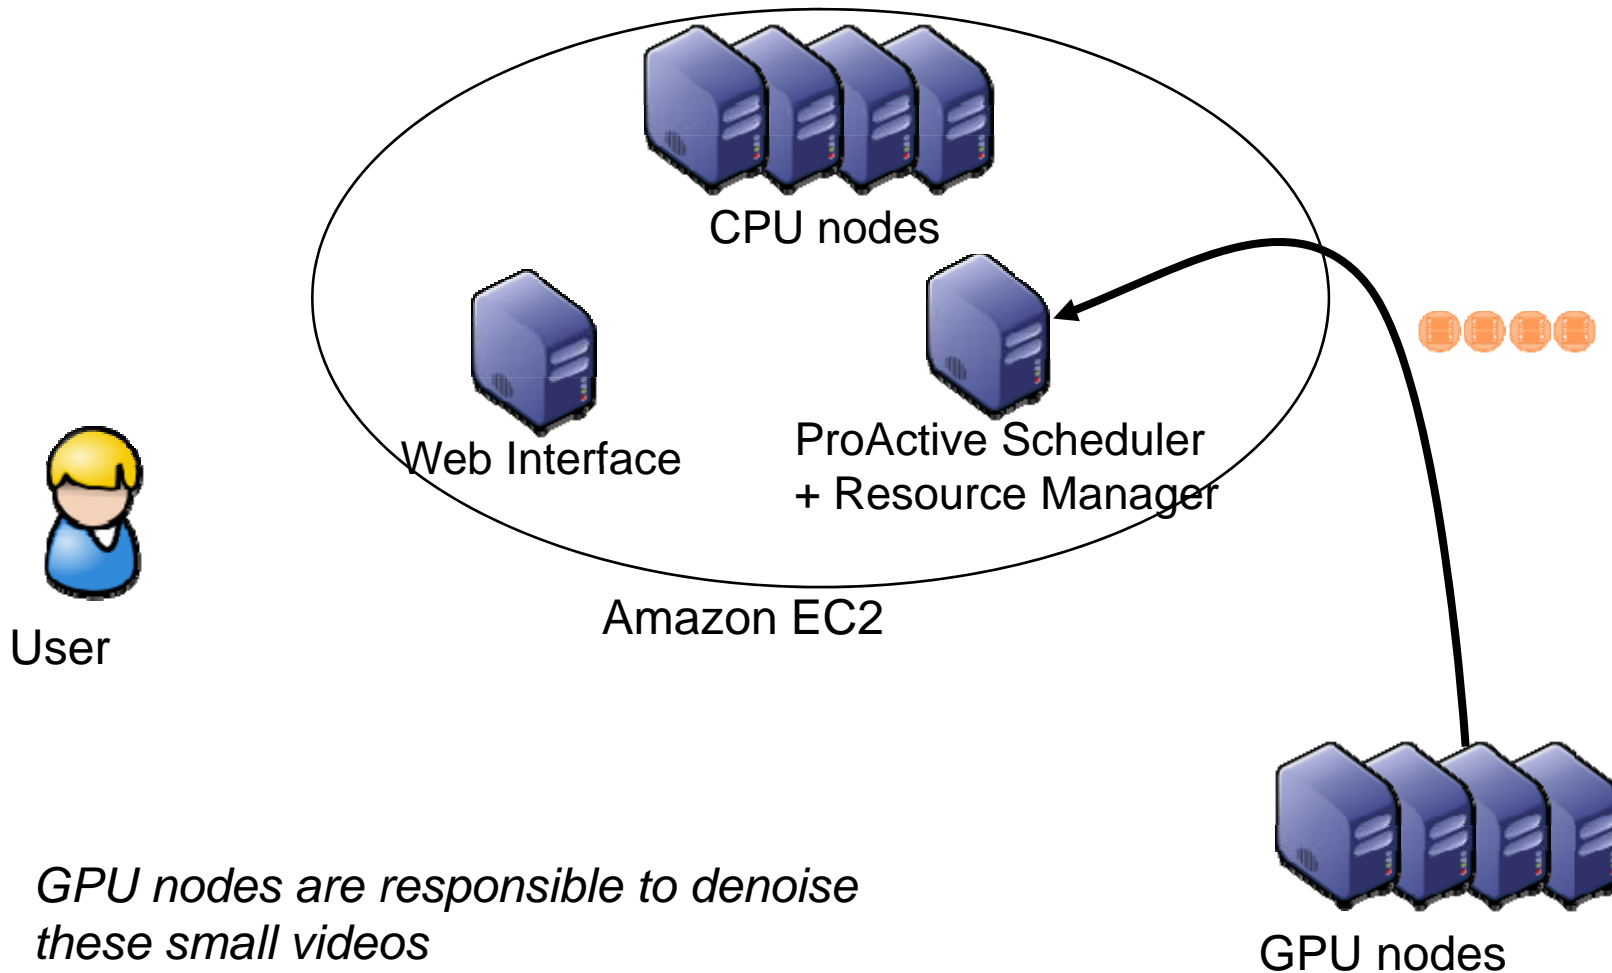 CPU nodes
Web Interface
ProActive Scheduler
+ Resource Manager
Amazon EC2
User
GPU nodes are responsible to denoise
these small videos
GPU nodes